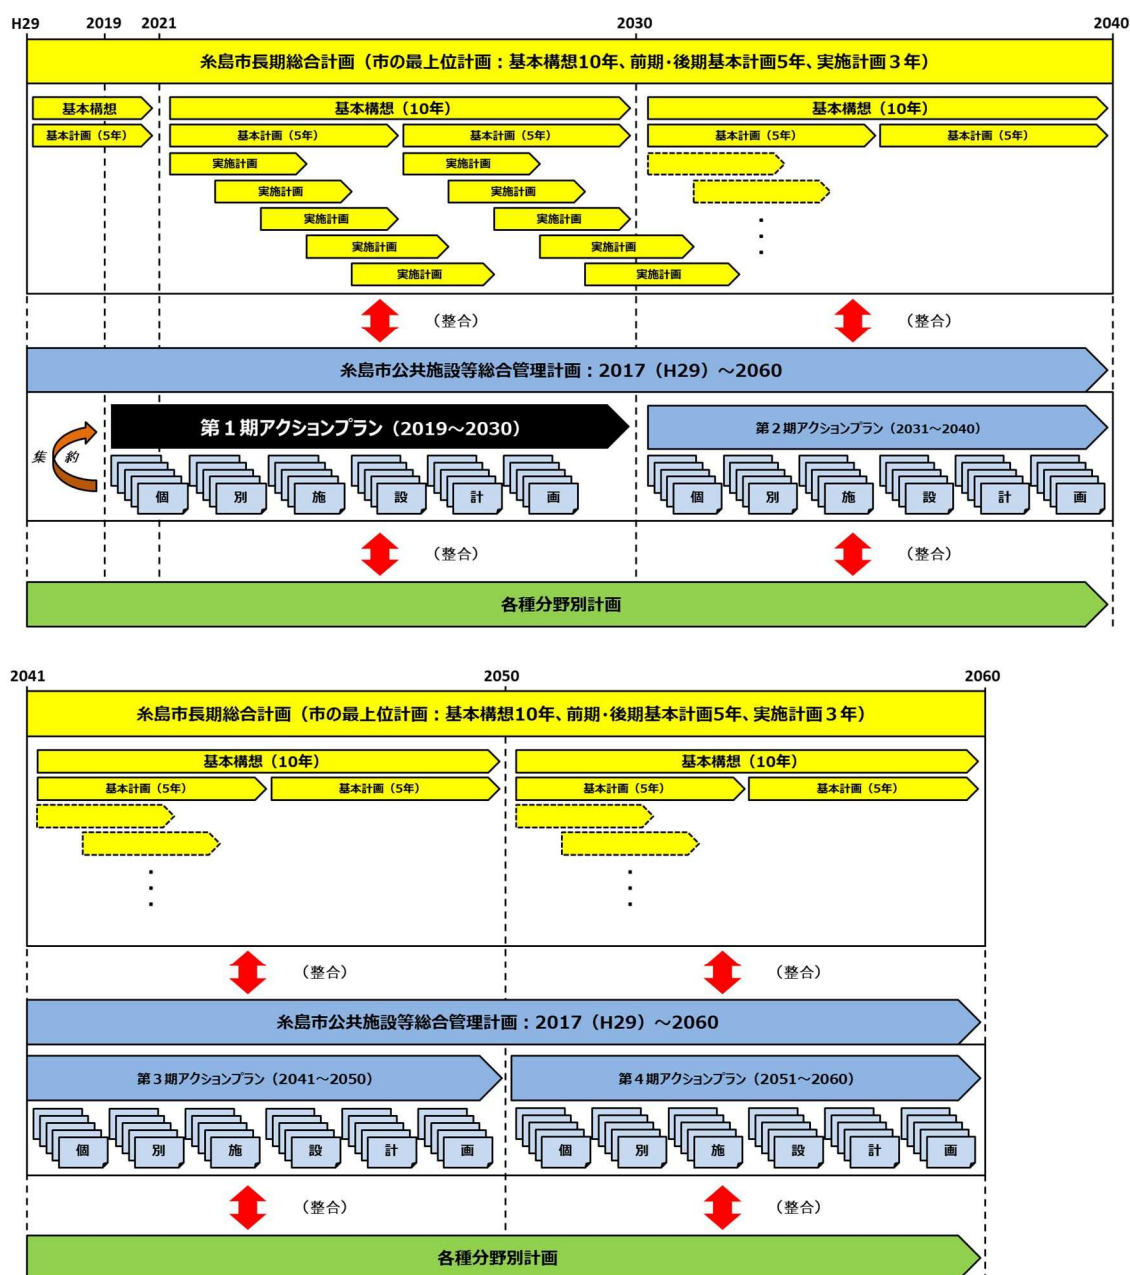 H29 2019 2021 2030 2040
糸島市長期総合計画（市の最上位計画：基本構想10年、前期・後期基本計画5年、実施計画３年）
基本構想 基本構想（10年） 基本構想（10年）
基本計画（5年） 基本計画（5年） 基本計画（5年） 基本計画（5年） 基本計画（5年）
実施計画 実施計画
実施計画 実施計画
実施計画 実施計画
実施計画 実施計画
実施計画 実施計画
（整合） （整合）
糸島市公共施設等総合管理計画：2017（H29）～2060
第１期アクションプラン（2019～2030） 第２期アクションプラン（2031～2040）
集約
個 別 施 設 計 画 個 別 施 設 計 画
（整合） （整合）
各種分野別計画
2041 2050 2060
糸島市長期総合計画（市の最上位計画：基本構想10年、前期・後期基本計画5年、実施計画３年）
基本構想（10年） 基本構想（10年）
基本計画（5年） 基本計画（5年） 基本計画（5年） 基本計画（5年）
（整合） （整合）
糸島市公共施設等総合管理計画：2017（H29）～2060
第３期アクションプラン（2041～2050） 第４期アクションプラン（2051～2060）
個 別 施 設 計 画 個 別 施 設 計 画
（整合） （整合）
各種分野別計画